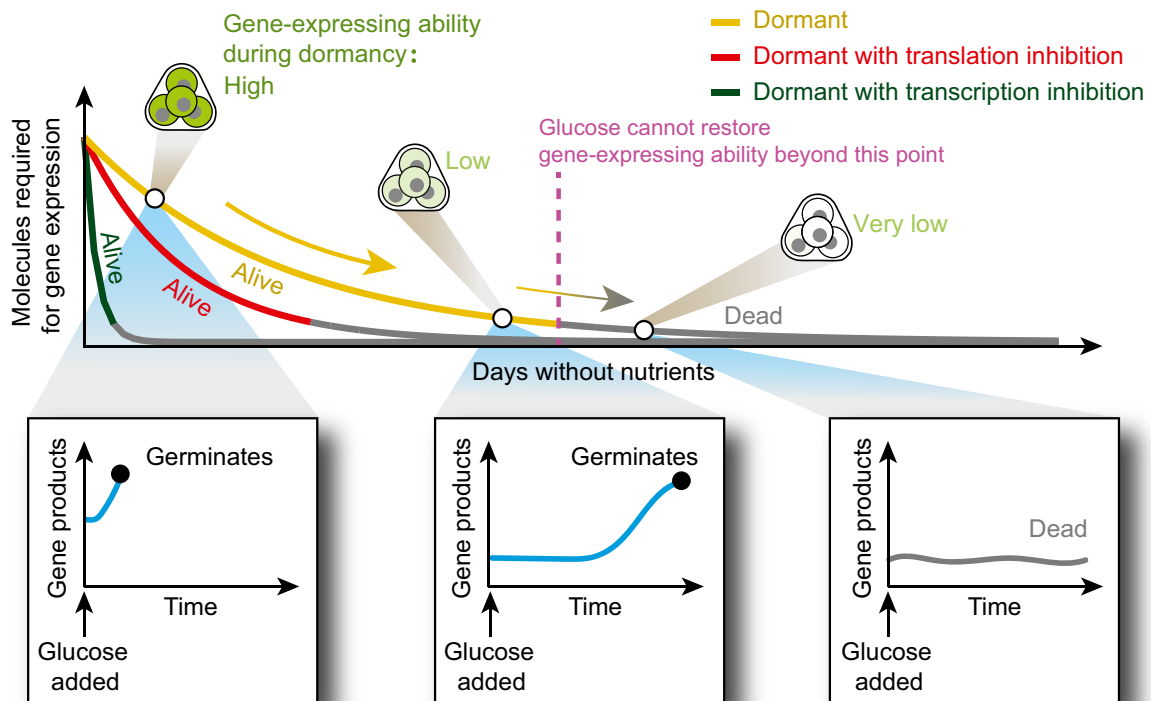 Gene-expressing ability
during dormancy:
High
Dormant
Dormant with translation inhibition
Dormant with transcription inhibition
Molecules required
for gene expression
Low
Glucose cannot restore
gene-expressing ability beyond this point
Very low
Alive
Alive
Alive
Dead
Days without nutrients
Gene products
Germinates
Time
Glucose
added
Gene products
Germinates
Time
Glucose
added
Gene products
Dead
Time
Glucose
added